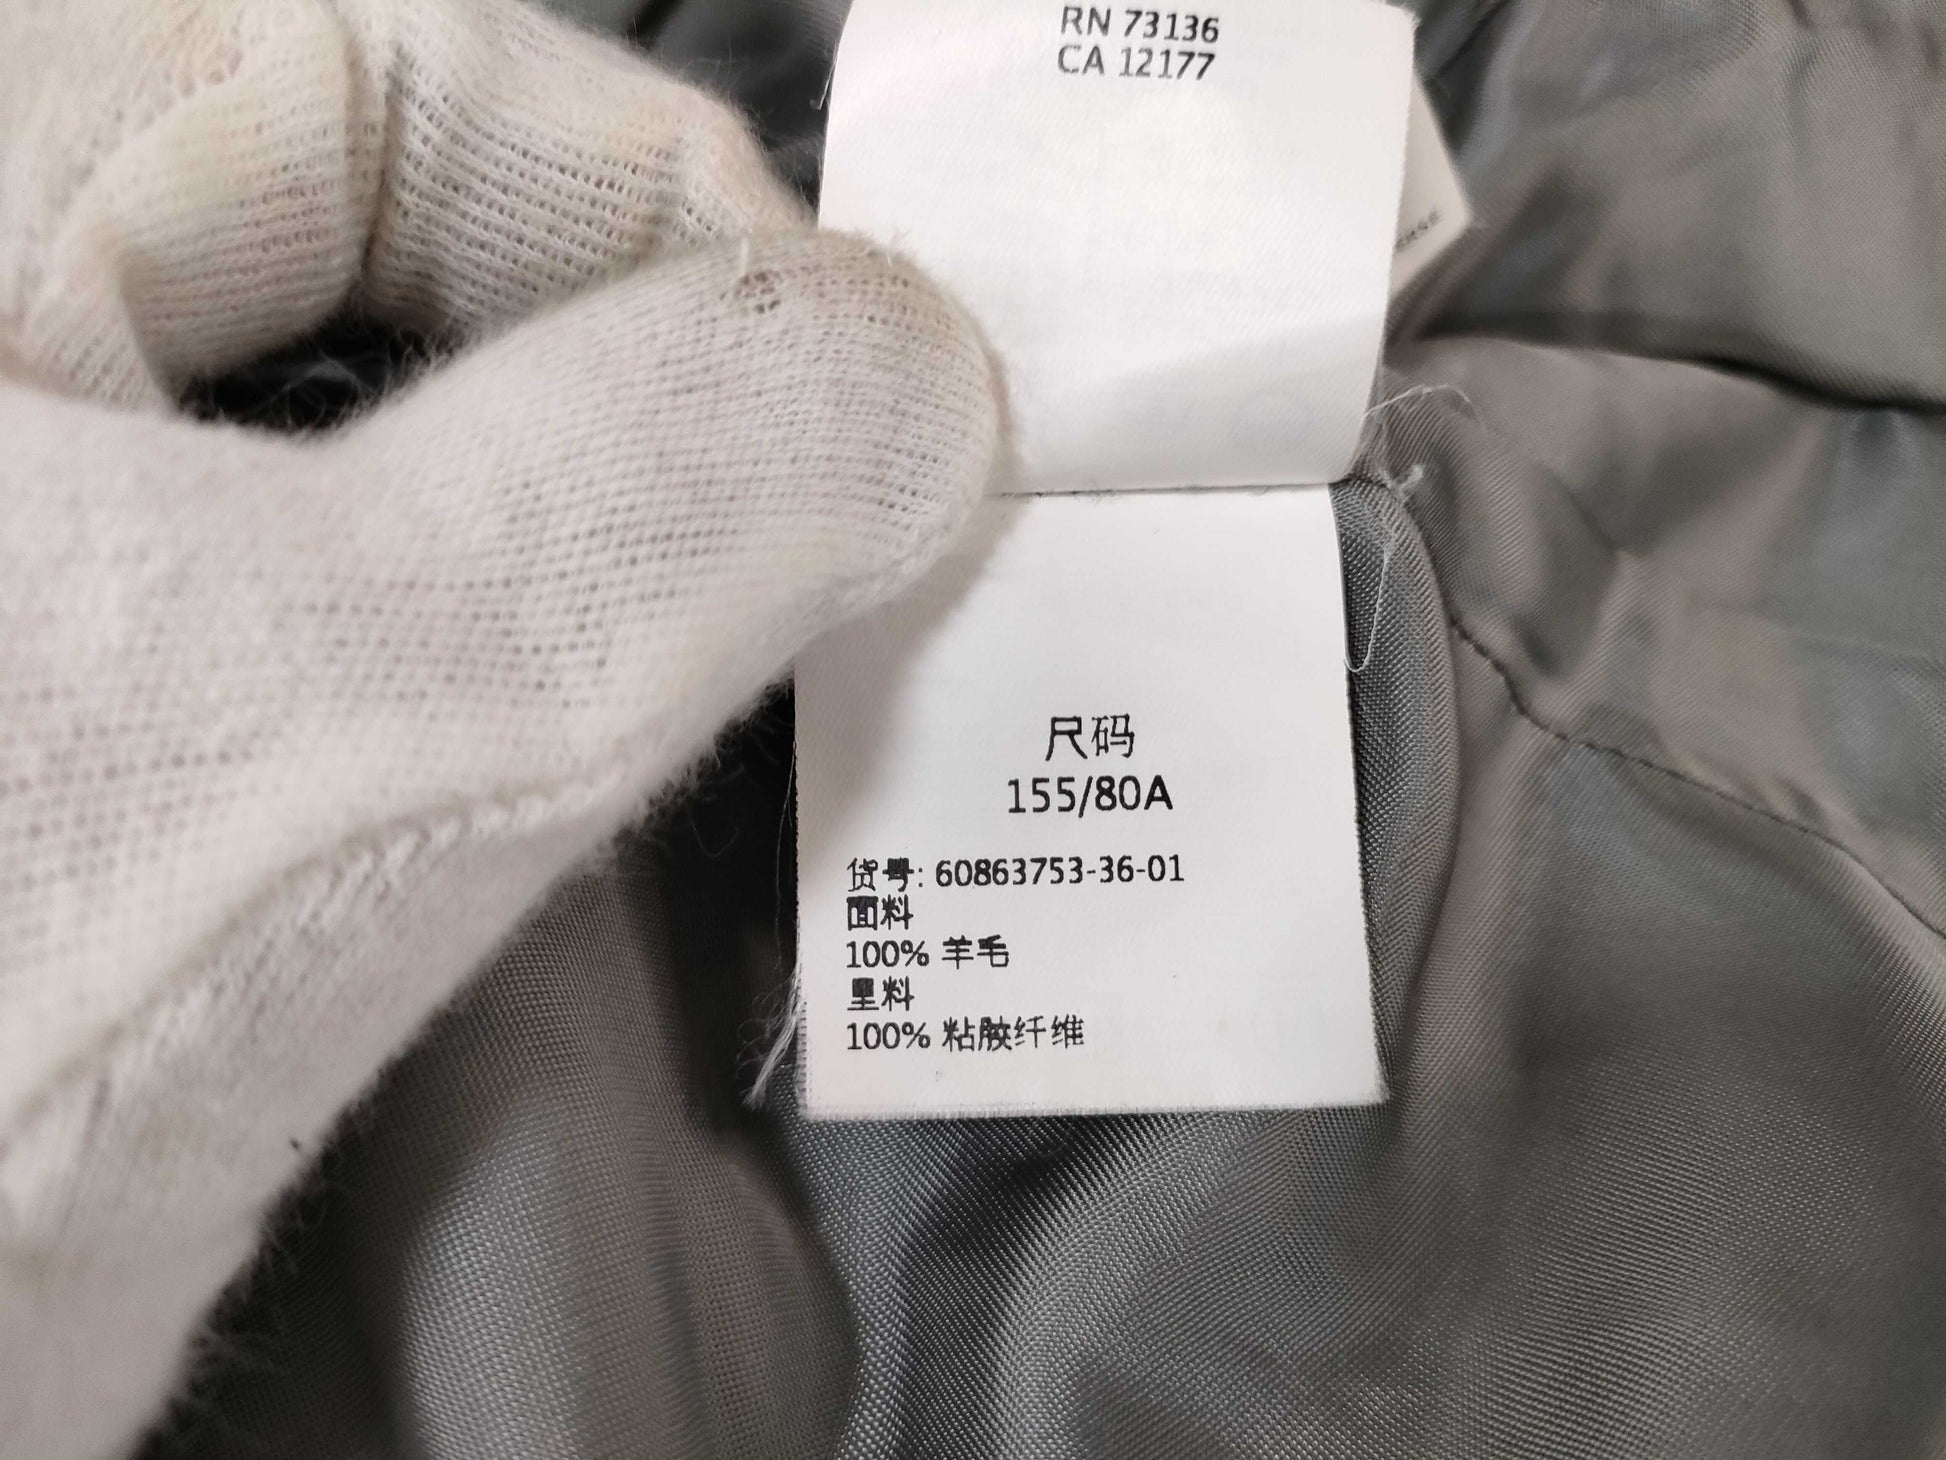 RN 73136
CA 12177
尺码
155/80A
货号: 60863753-36-01
面料
100% 羊毛
里料
100% 粘胶纤维